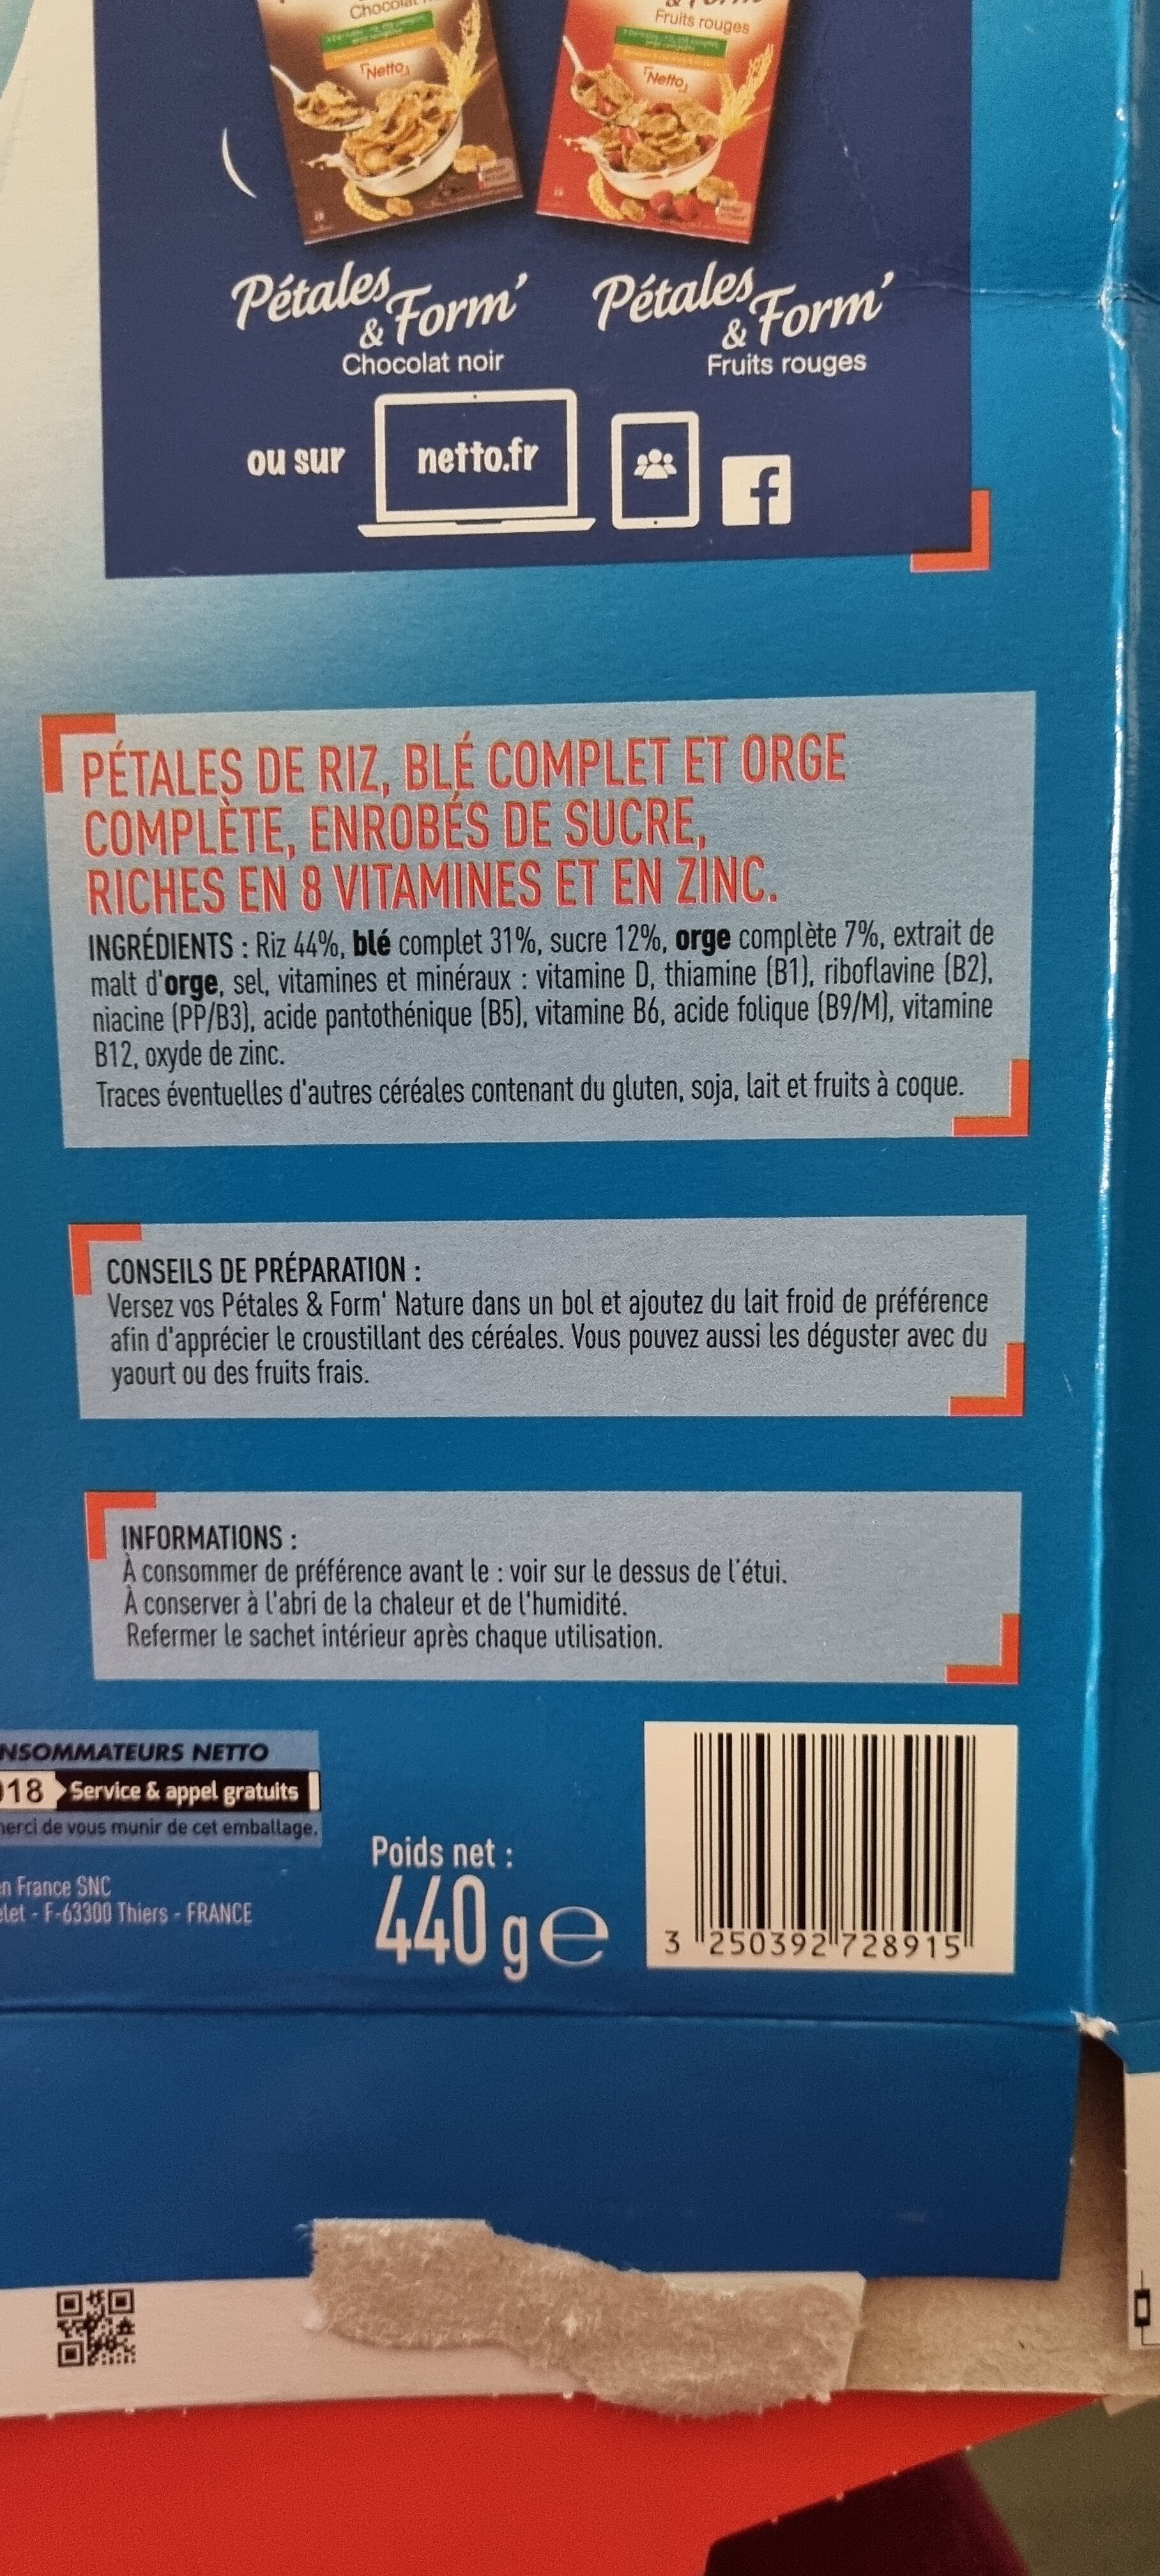 Chocolat
Fruits rouges
Netto
Netto
Pétales
& Form'
Chocolat noir
Pétales
& Form'
Fruits rouges
ou sur
netto.fr
f
PÉTALES DE RIZ, BLÉ COMPLET ET ORGE
COMPLÈTE, ENROBÉS DE SUCRE,
RICHES EN 8 VITAMINES ET EN ZINC.
INGRÉDIENTS : Riz 44%, blé complet 31%, sucre 12%, orge complète 7%, extrait de
malt d'orge, sel, vitamines et minéraux : vitamine D, thiamine (B1), riboflavine (B2),
niacine (PP/B3), acide pantothénique (B5), vitamine B6, acide folique (B9/M), vitamine
B12, oxyde de zinc.
Traces éventuelles d'autres céréales contenant du gluten, soja, lait et fruits à coque.
CONSEILS DE PRÉPARATION :
Versez vos Pétales & Form' Nature dans un bol et ajoutez du lait froid de préférence
afin d'apprécier le croustillant des céréales. Vous pouvez aussi les déguster avec du
yaourt ou des fruits frais.
INFORMATIONS :
À consommer de préférence avant le : voir sur le dessus de l'étui.
À conserver à l'abri de la chaleur et de l'humidité.
Refermer le sachet intérieur après chaque utilisation.
NSOMMATEURS NETTO
018 Service & appel gratuits
merci de vous munir de cet emballage.
en France SNC
elet - F-63300 Thiers - FRANCE
Poids net :
440 g e
3 250392 728915